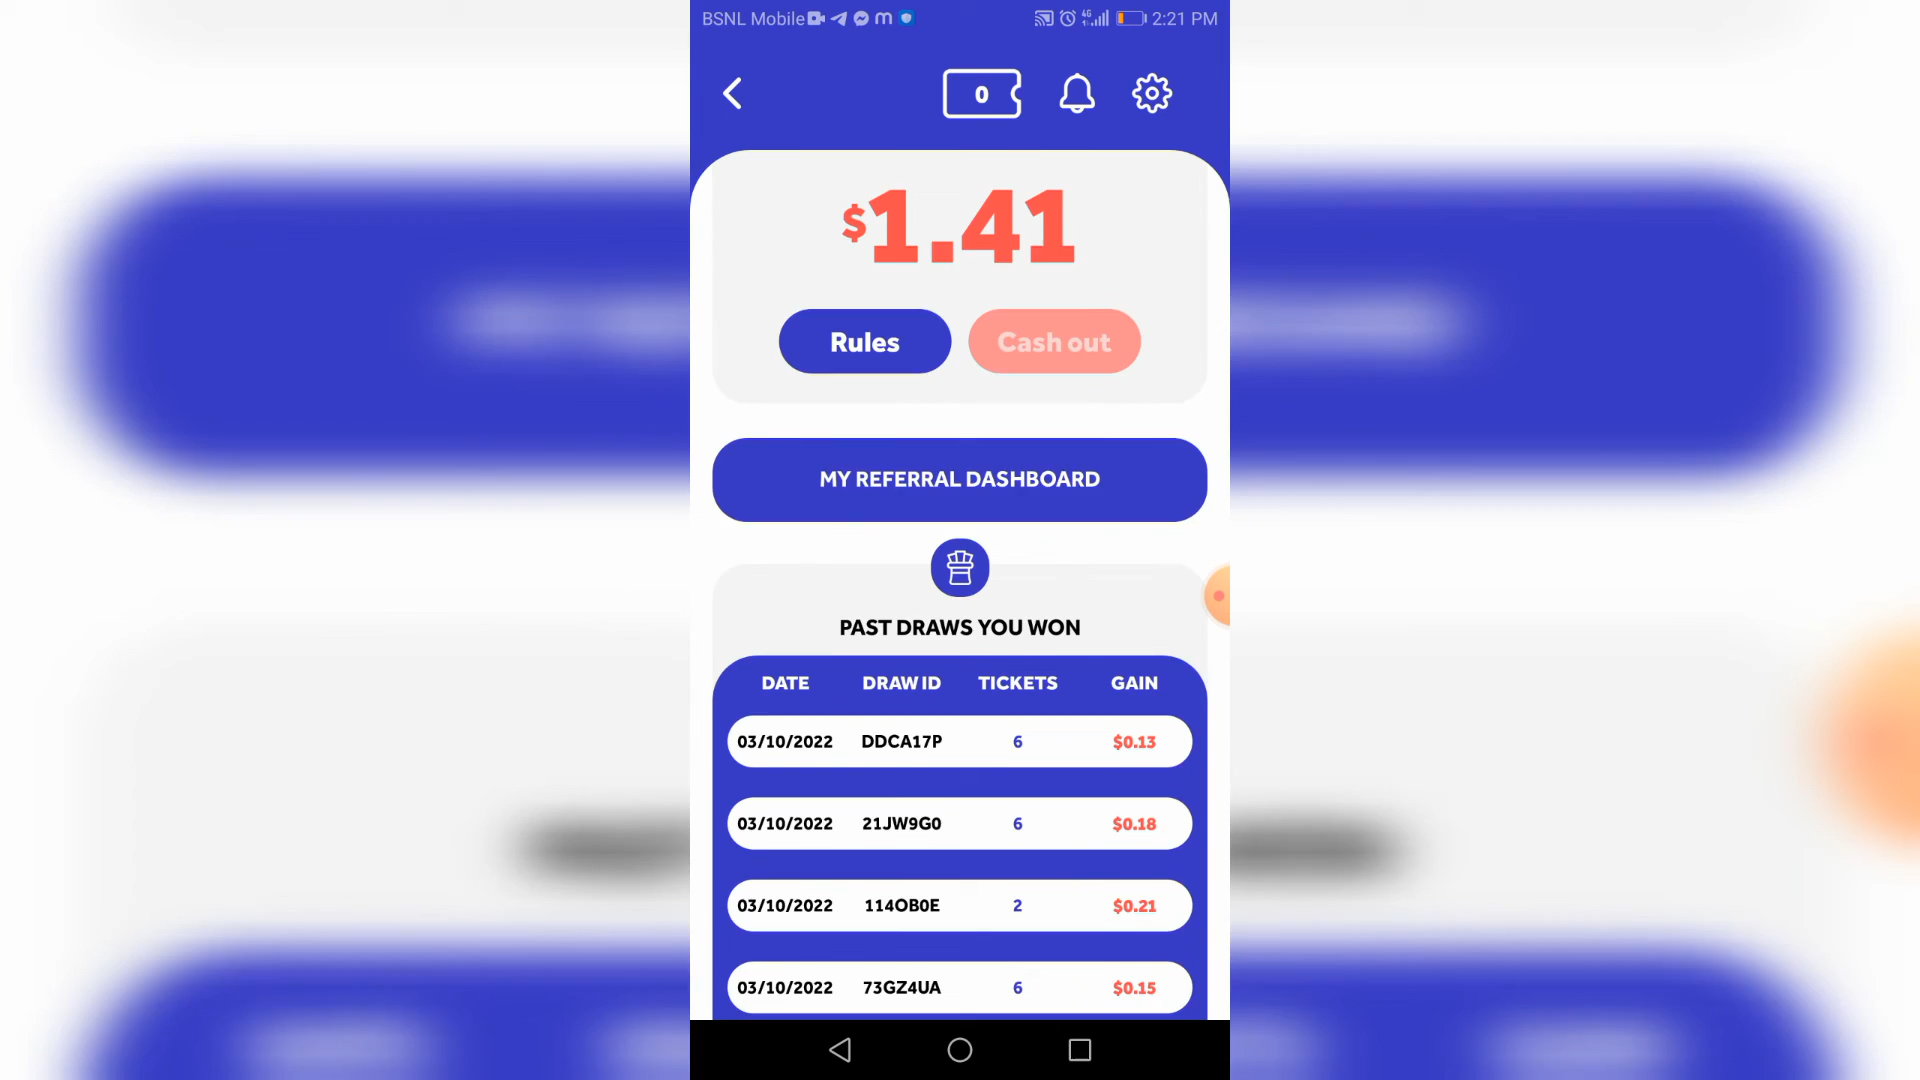 BSNL Mobile 4G 2:21 PM
0
$1.41
Rules Cash out
MY REFERRAL DASHBOARD
PAST DRAWS YOU WON
DATE DRAW ID TICKETS GAIN
03/10/2022 DDCA17P 6 $0.13
03/10/2022 21JW9G0 6 $0.18
03/10/2022 114OB0E 2 $0.21
03/10/2022 73GZ4UA 6 $0.15